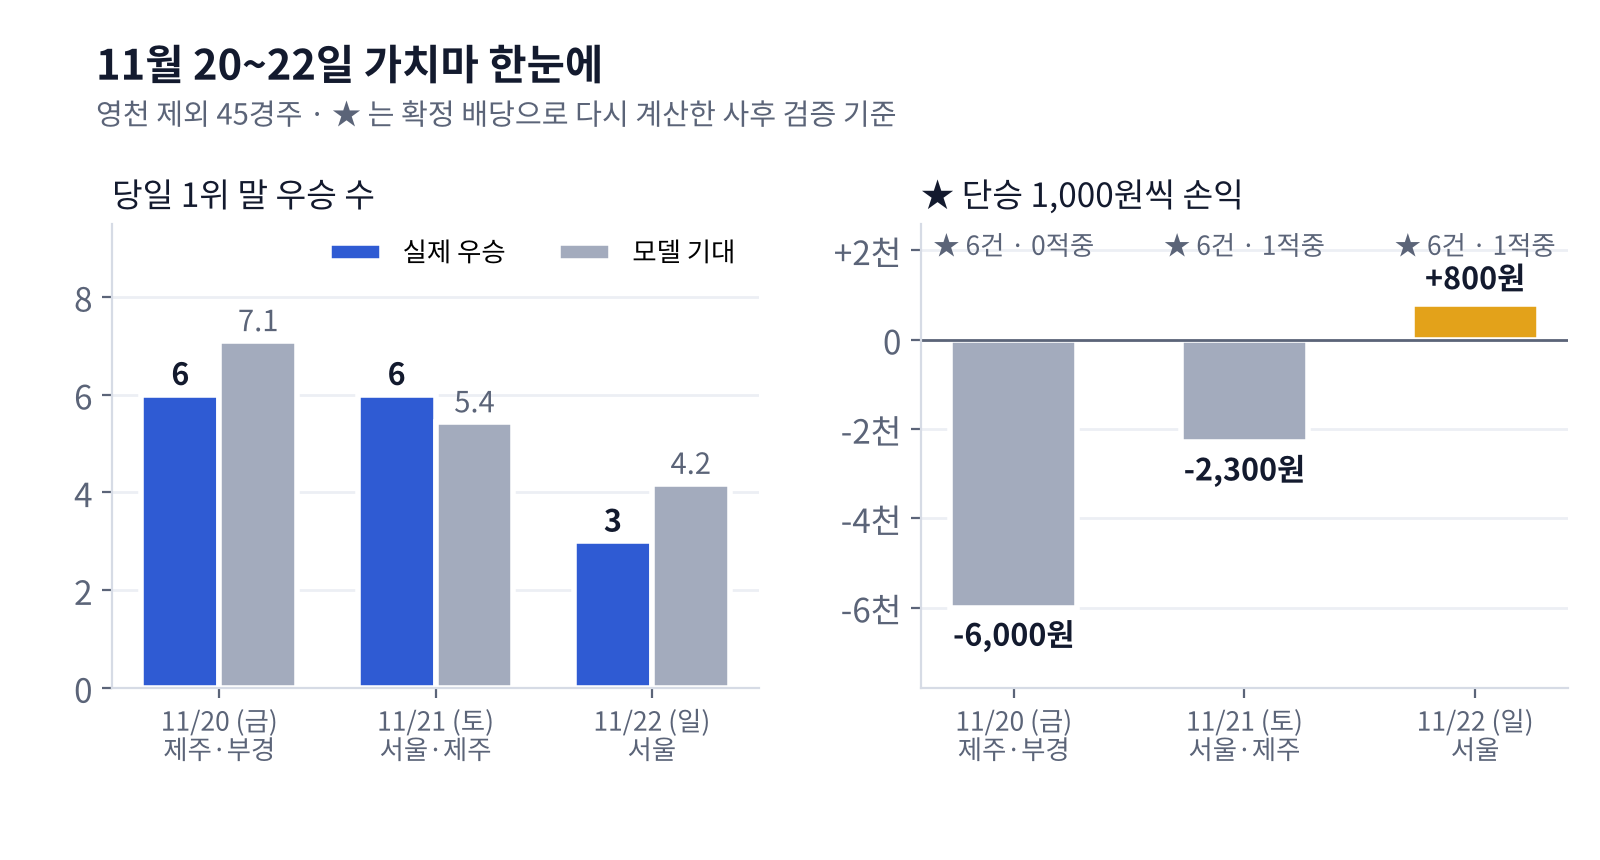 11월 20~22일 가치마 한눈에
영천 제외 45경주 · ★ 는 확정 배당으로 다시 계산한 사후 검증 기준
당일 1위 말 우승 수
실제 우승
모델 기대
8
6
4
2
0
6
7.1
6
5.4
3
4.2
11/20 (금)
제주·부경
11/21 (토)
서울·제주
11/22 (일)
서울
★ 단승 1,000원씩 손익
+2천
0
-2천
-4천
-6천
★ 6건 · 0적중
★ 6건 · 1적중
★ 6건 · 1적중
+800원
-2,300원
-6,000원
11/20 (금)
제주·부경
11/21 (토)
서울·제주
11/22 (일)
서울